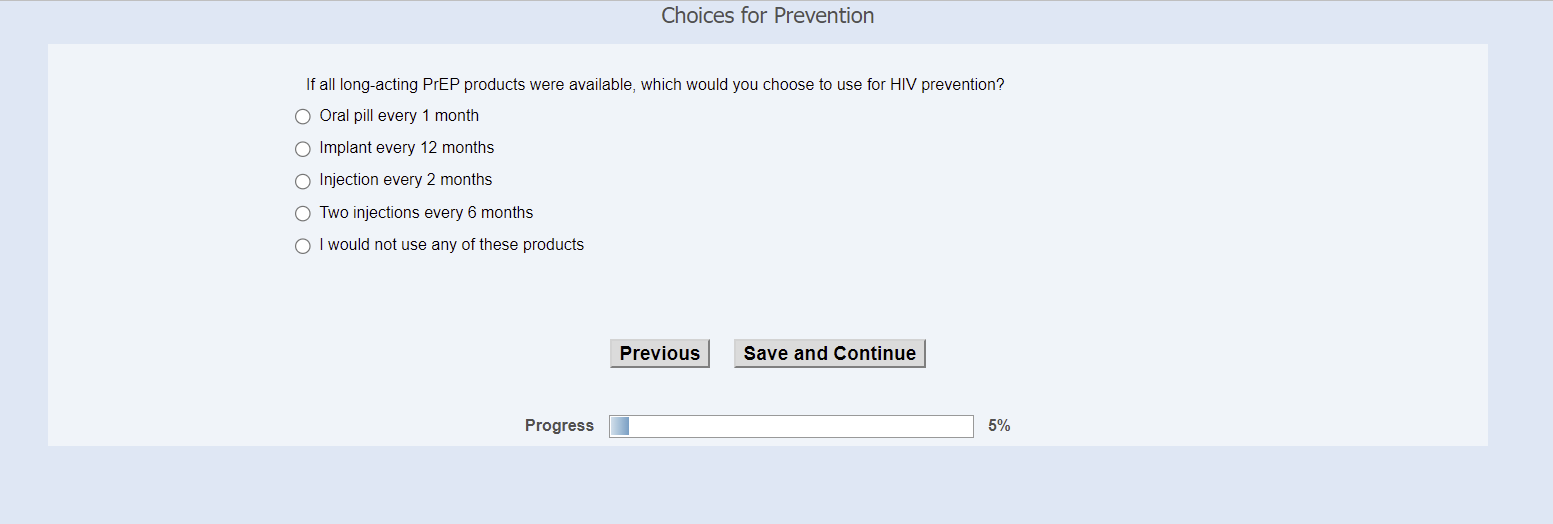 Choices for Prevention
If all long-acting PrEP products were available, which would you choose to use for HIV prevention?
Oral pill every 1 month
Implant every 12 months
Injection every 2 months
Two injections every 6 months
I would not use any of these products
Previous Save and Continue
Progress 5%